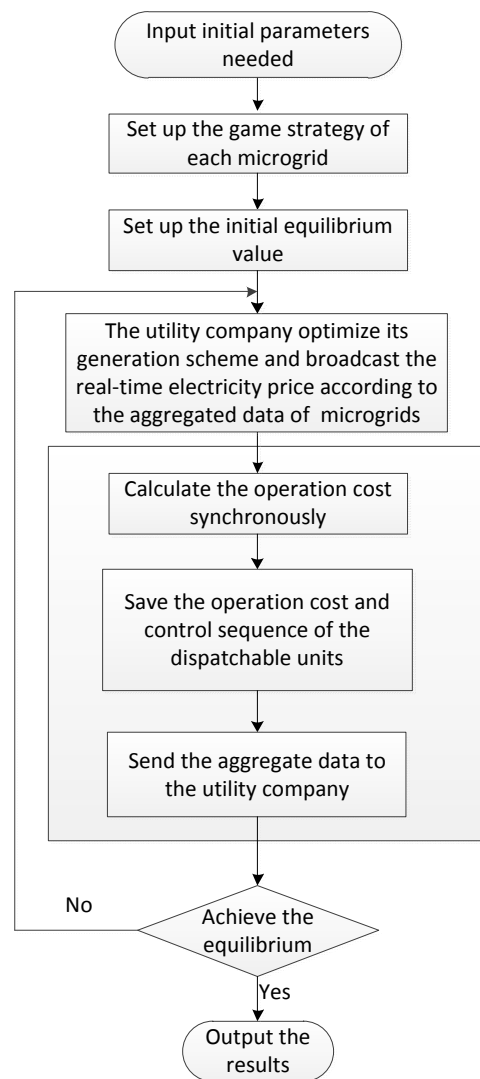 Input initial parameters
needed
Set up the game strategy of
each microgrid
Set up the initial equilibrium
value
The utility company optimize its
generation scheme and broadcast the
real-time electricity price according to
the aggregated data of microgrids
Calculate the operation cost
synchronously
Save the operation cost and
control sequence of the
dispatchable units
Send the aggregate data to
the utility company
No
Achieve the
equilibrium
Yes
Output the
results